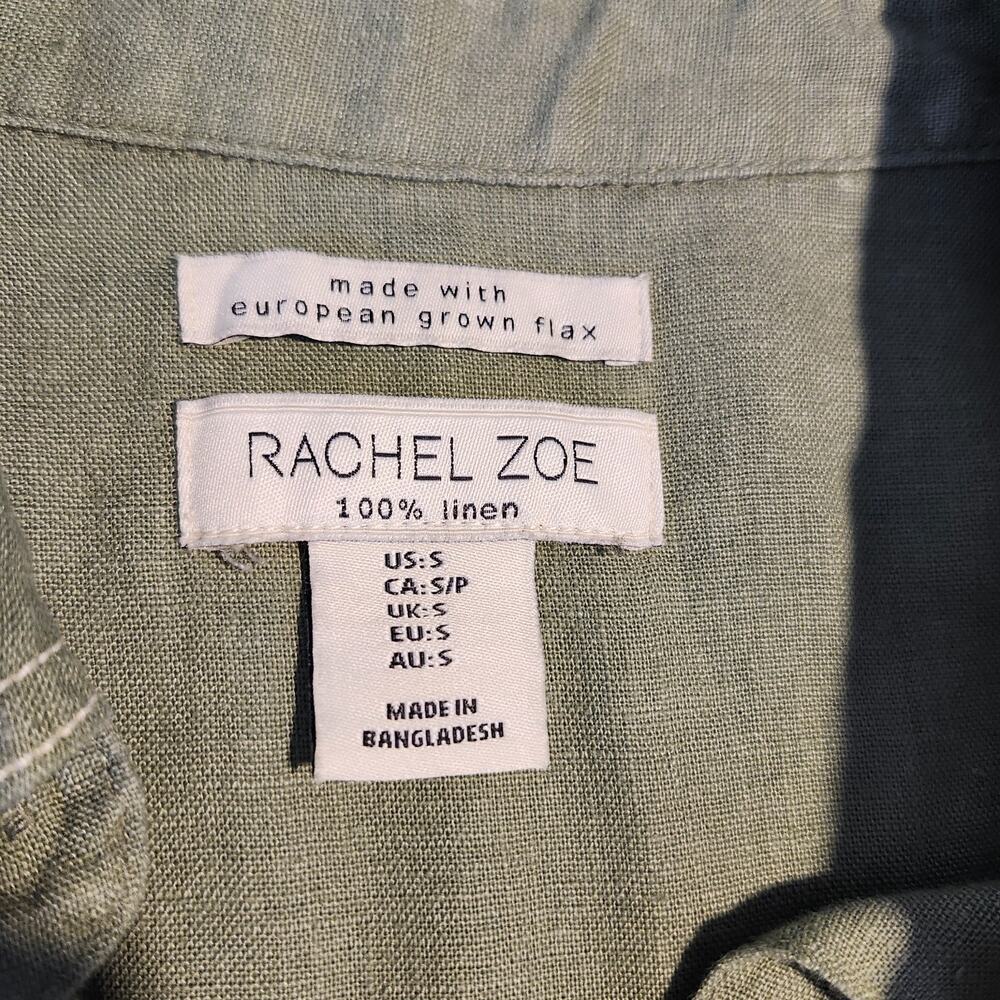 made with
european grown flax
RACHEL ZOE
100% linen
US:S
CA:S/P
UK:S
EU:S
AU:S
MADE IN
BANGLADESH